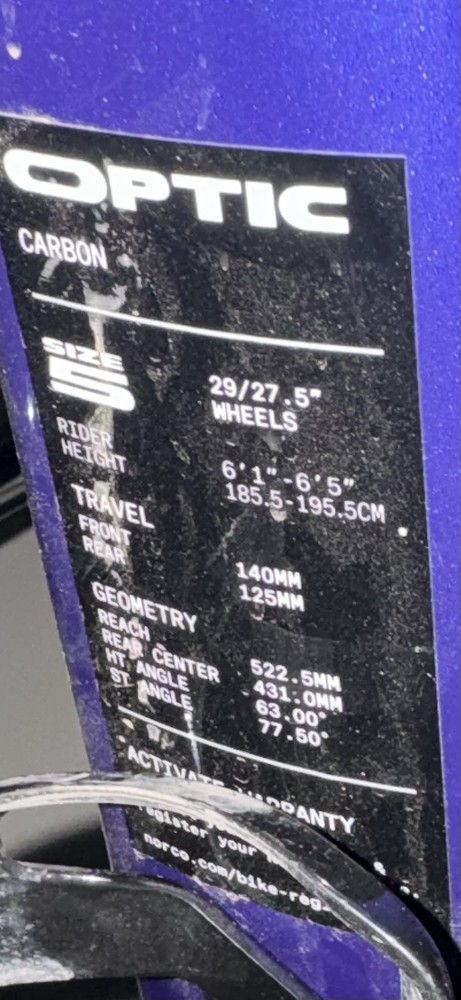 OPTIC
CARBON
SIZE
5
29/27.5"
WHEELS
RIDER
HEIGHT
6'1"-6'5"
185.5-195.5CM
TRAVEL
FRONT 140MM
REAR 125MM
GEOMETRY
REACH 522.5MM
REAR CENTER 431.0MM
HT ANGLE 63.00°
ST ANGLE 77.50°
ACTIVATE WARRANTY
register your
&
norco.com/bike-reg